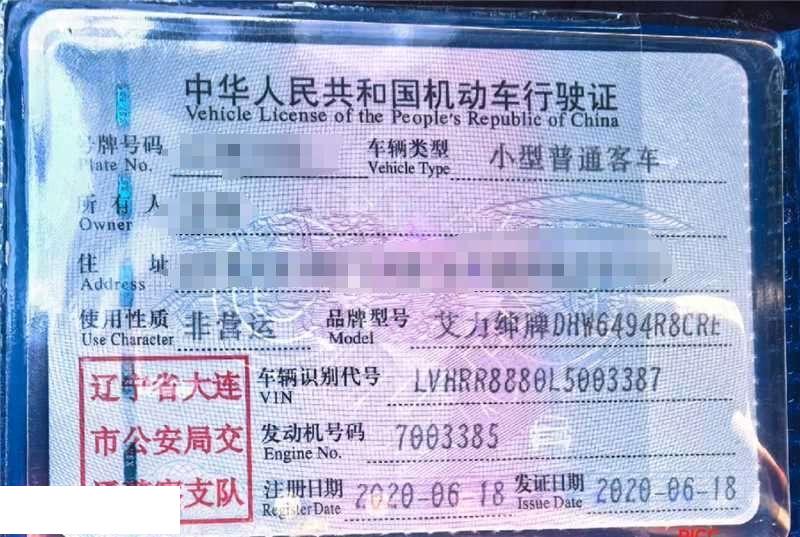 中华人民共和国机动车行驶证
Vehicle License of the People's Republic of China
号牌号码 车辆类型 小型普通客车
Plate No. Vehicle Type
所有人
Owner
住址
Address
使用性质 非营运 品牌型号 艾力绅牌DHW6494R8CRE
Use Character Model
辽宁省大连 车辆识别代号 LVHRR8880L5003387
VIN
市公安局交 发动机号码 7003385
Engine No.
支队 注册日期 2020-06-18 发证日期 2020-06-18
Register Date Issue Date